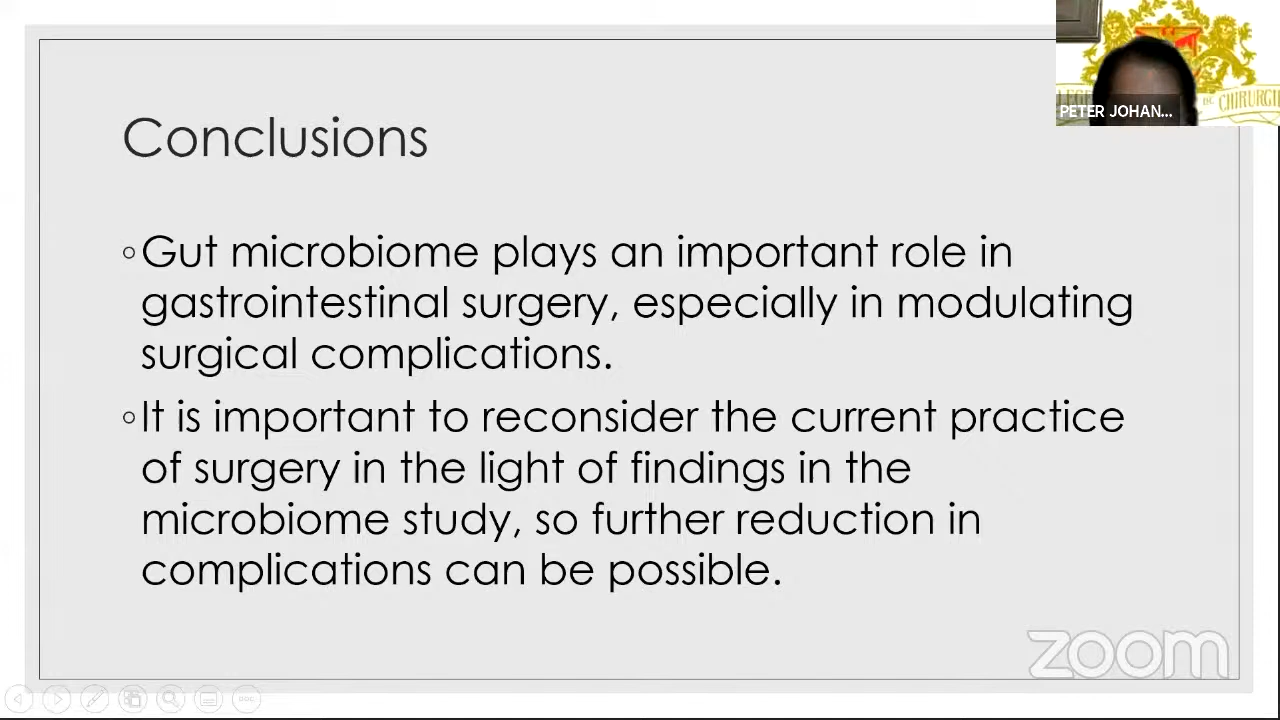 PETER JOHAN...
DE CHIRURGI
Conclusions
◦Gut microbiome plays an important role in
gastrointestinal surgery, especially in modulating
surgical complications.
◦It is important to reconsider the current practice
of surgery in the light of findings in the
microbiome study, so further reduction in
complications can be possible.
zoom